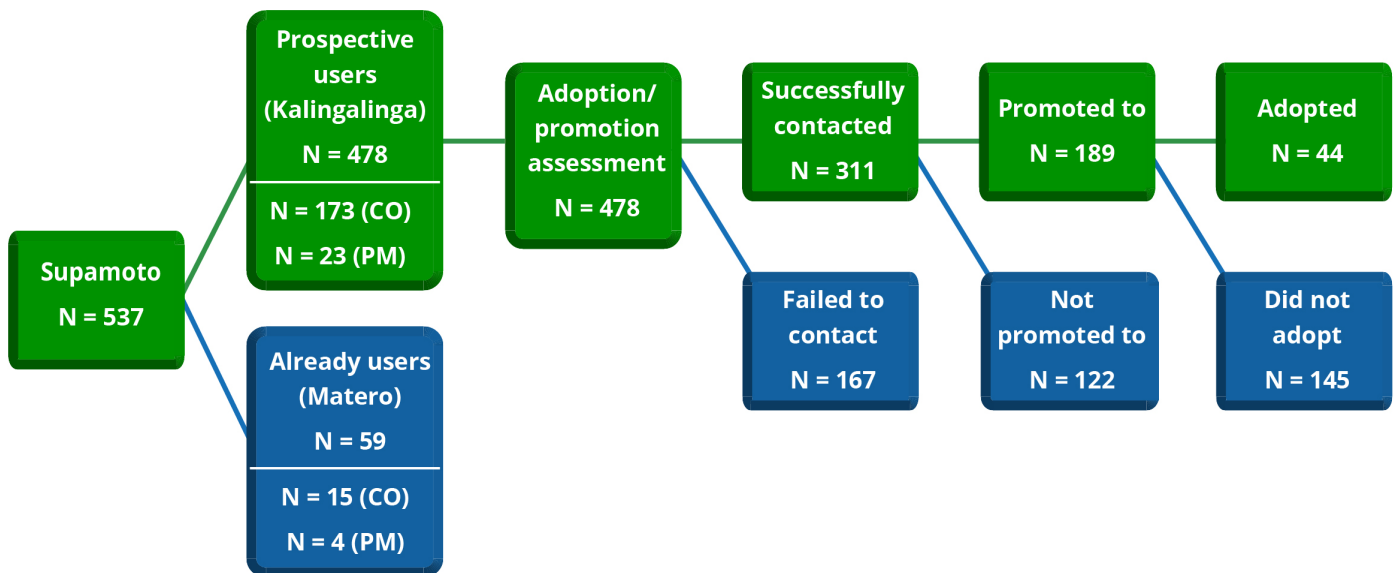 Supamoto
N = 537
Prospective
users
(Kalingalinga)
N = 478
N = 173 (CO)
N = 23 (PM)
Already users
(Matero)
N = 59
N = 15 (CO)
N = 4 (PM)
Adoption/
promotion
assessment
N = 478
Successfully
contacted
N = 311
Failed to
contact
N = 167
Promoted to
N = 189
Not
promoted to
N = 122
Adopted
N = 44
Did not
adopt
N = 145